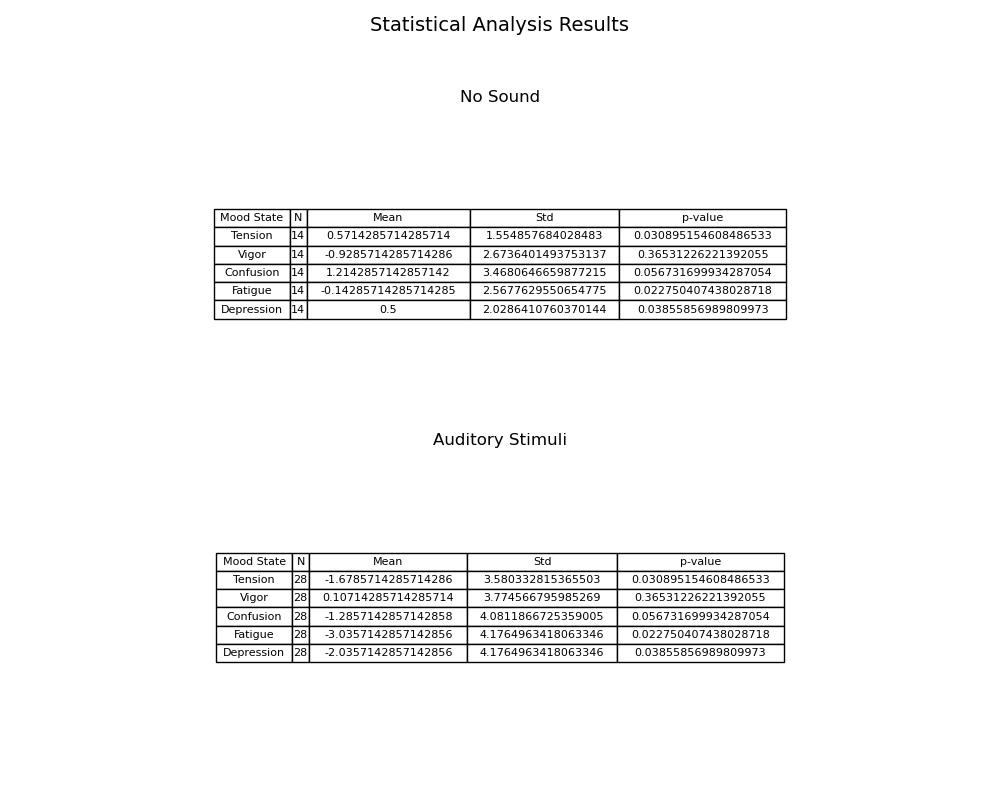 Statistical Analysis Results
No Sound
Mood State N Mean Std p-value
Tension 14 0.5714285714285714 1.554857684028483 0.030895154608486533
Vigor 14 -0.9285714285714286 2.6736401493753137 0.36531226221392055
Confusion 14 1.2142857142857142 3.4680646659877215 0.056731699934287054
Fatigue 14 -0.14285714285714285 2.5677629550654775 0.022750407438028718
Depression 14 0.5 2.0286410760370144 0.03855856989809973
Auditory Stimuli
Mood State N Mean Std p-value
Tension 28 -1.6785714285714286 3.580332815365503 0.030895154608486533
Vigor 28 0.10714285714285714 3.774566795985269 0.36531226221392055
Confusion 28 -1.2857142857142858 4.0811866725359005 0.056731699934287054
Fatigue 28 -3.0357142857142856 4.1764963418063346 0.022750407438028718
Depression 28 -2.0357142857142856 4.1764963418063346 0.03855856989809973